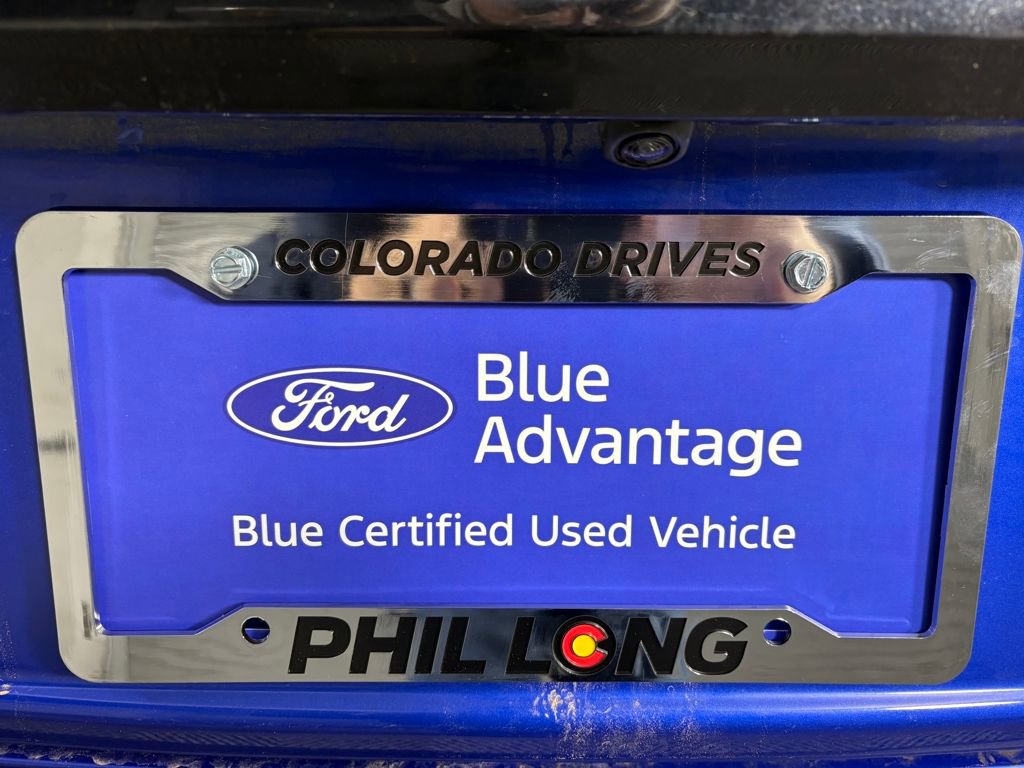 COLORADO DRIVES
Ford
Blue
Advantage
Blue Certified Used Vehicle
PHIL LONG